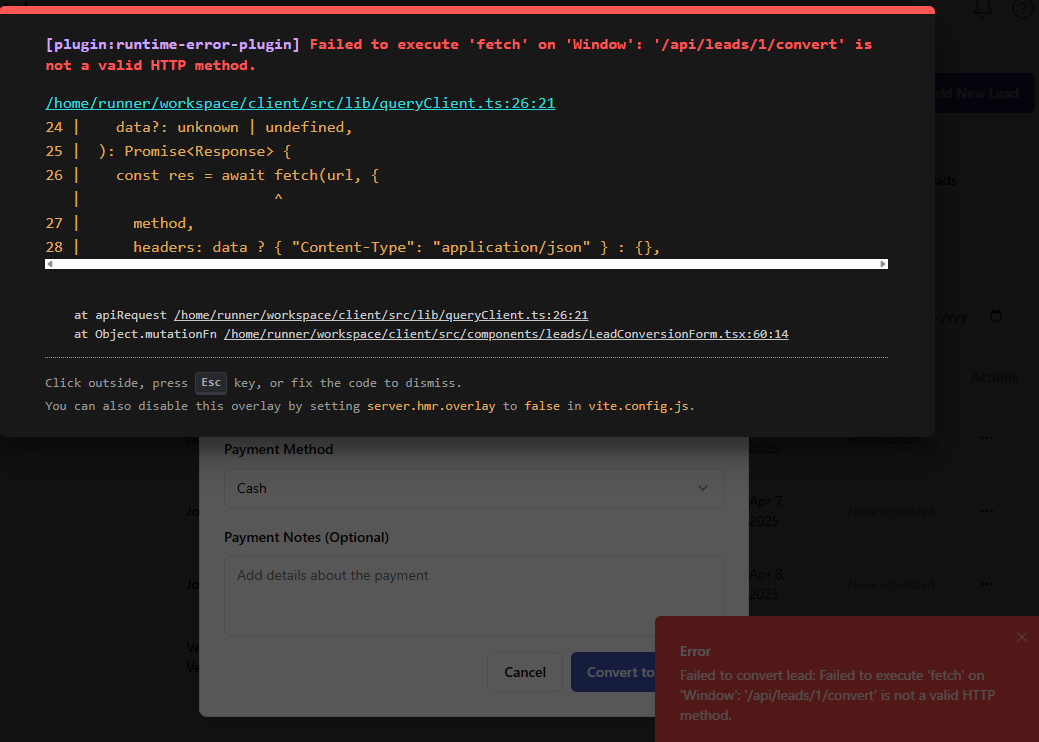 [plugin:runtime-error-plugin] Failed to execute 'fetch' on 'Window': '/api/leads/1/convert' is
not a valid HTTP method.
/home/runner/workspace/client/src/lib/queryClient.ts:26:21
24 |    data?: unknown | undefined,
25 |  ): Promise<Response> {
26 |    const res = await fetch(url, {
|                      ^
27 |      method,
28 |      headers: data ? { "Content-Type": "application/json" } : {},
at apiRequest /home/runner/workspace/client/src/lib/queryClient.ts:26:21
at Object.mutationFn /home/runner/workspace/client/src/components/leads/LeadConversionForm.tsx:60:14
Click outside, press Esc key, or fix the code to dismiss.
You can also disable this overlay by setting server.hmr.overlay to false in vite.config.js.
dd New Lead
ads
-yyyy
Actions
Apr 8, 2025
2025
Payment Method
Cash
Jo
Apr 7,
2025
None scheduled
Payment Notes (Optional)
Add details about the payment
Jo
Apr 8,
2025
None scheduled
Ve
Ve
Cancel
Convert to
Error
Failed to convert lead: Failed to execute 'fetch' on
'Window': '/api/leads/1/convert' is not a valid HTTP
method.